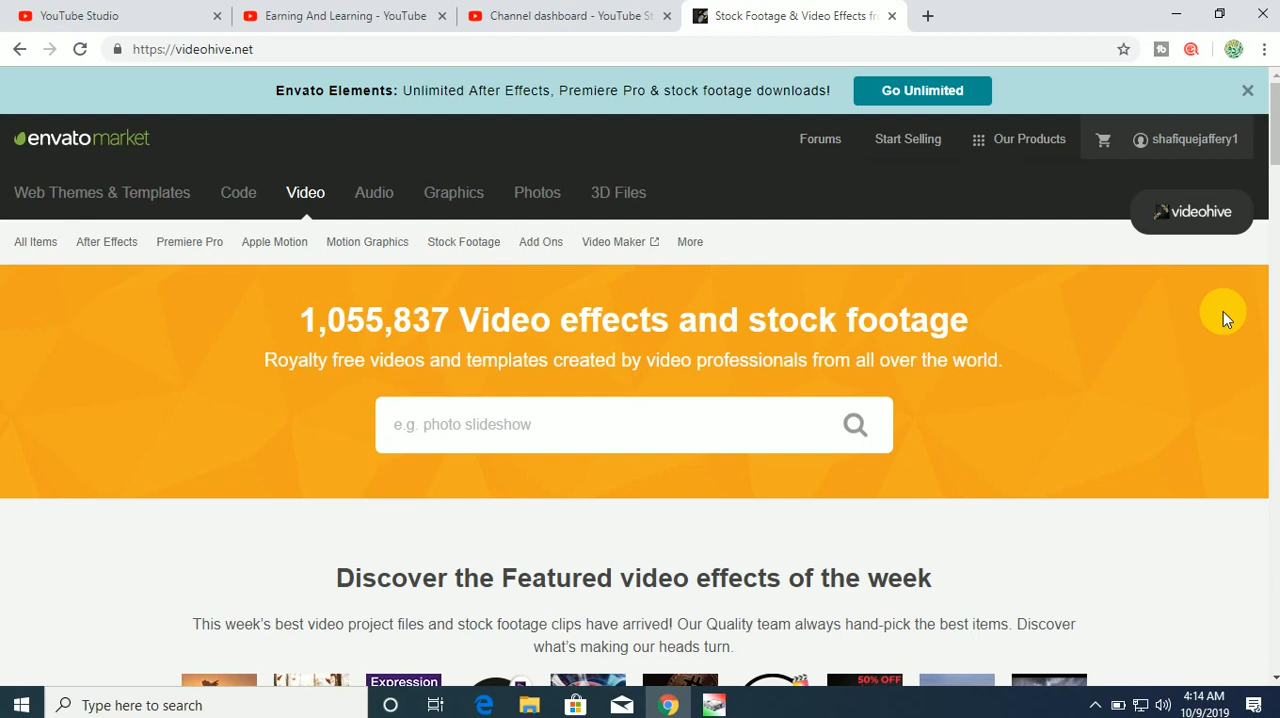 YouTube Studio
Earning And Learning - YouTube
Channel dashboard - YouTube St
Stock Footage & Video Effects fr
https://videohive.net
Envato Elements: Unlimited After Effects, Premiere Pro & stock footage downloads!
Go Unlimited
envatomarket
Forums
Start Selling
Our Products
shafiquejaffery1
Web Themes & Templates
Code
Video
Audio
Graphics
Photos
3D Files
videohive
All Items
After Effects
Premiere Pro
Apple Motion
Motion Graphics
Stock Footage
Add Ons
Video Maker
More
1,055,837 Video effects and stock footage
Royalty free videos and templates created by video professionals from all over the world.
e.g. photo slideshow
Discover the Featured video effects of the week
This week's best video project files and stock footage clips have arrived! Our Quality team always hand-pick the best items. Discover
what's making our heads turn.
Expression
50% OFF
Type here to search
4:14 AM
10/9/2019